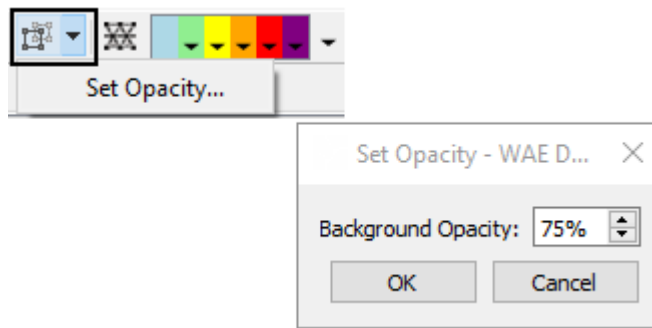 Set Opacity...
Set Opacity - WAE D...
Background Opacity: 75%
OK Cancel